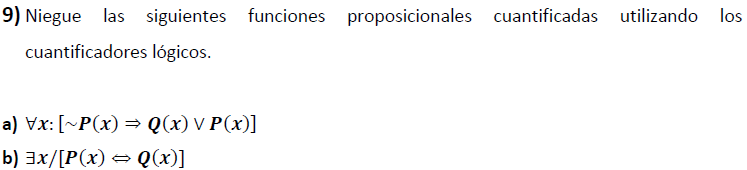 9) Niegue las siguientes funciones proposicionales cuantificadas utilizando los
cuantificadores lógicos.
a) ∀x: [~P(x) ⇒ Q(x) ∨ P(x)]
b) ∃x/[P(x) ⇔ Q(x)]